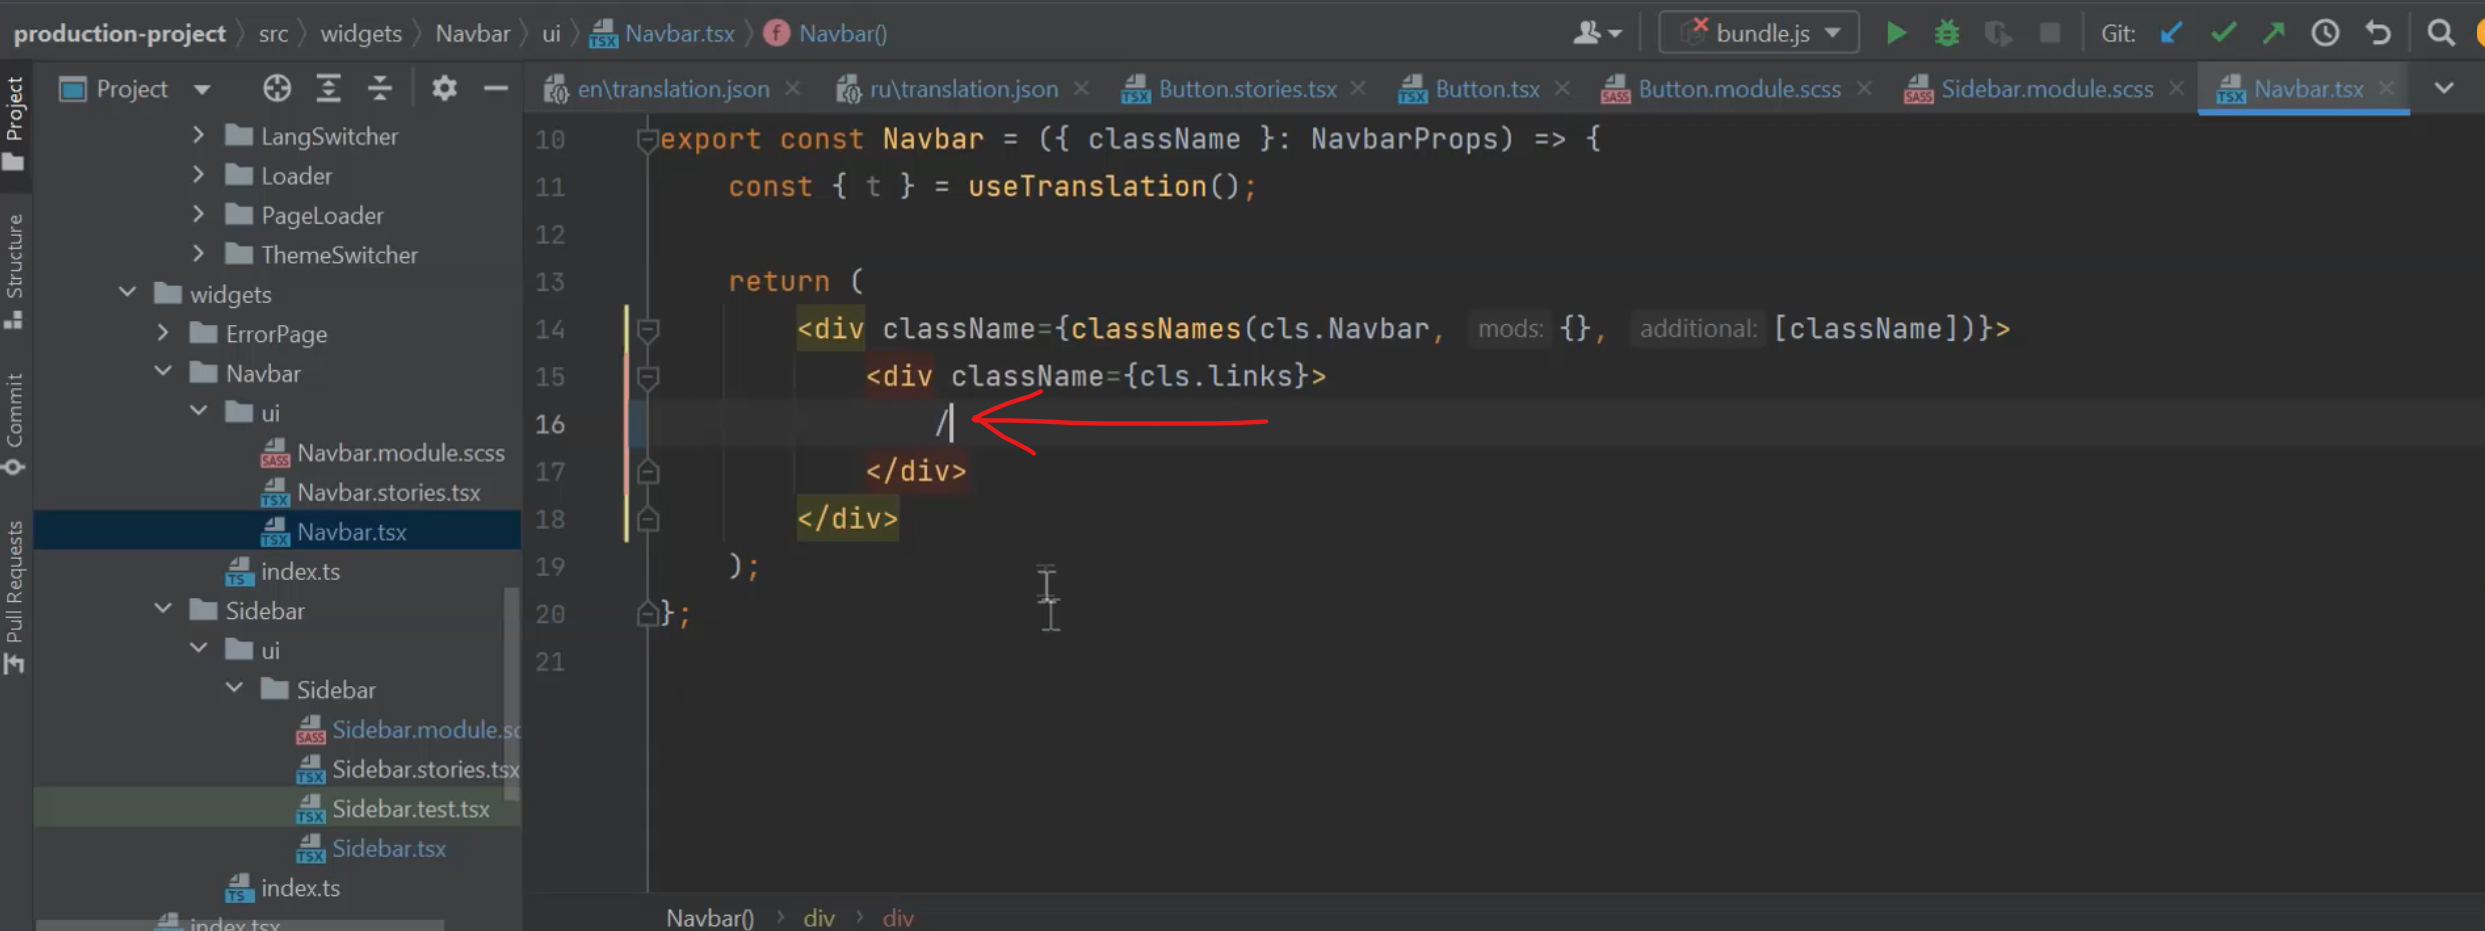 production-project src widgets Navbar ui Navbar.tsx Navbar() bundle.js Git:
Project
en\translation.json ru\translation.json Button.stories.tsx Button.tsx Button.module.scss Sidebar.module.scss Navbar.tsx
Project
Structure
Commit
Pull Requests
LangSwitcher
Loader
PageLoader
ThemeSwitcher
widgets
ErrorPage
Navbar
ui
Navbar.module.scss
Navbar.stories.tsx
Navbar.tsx
index.ts
Sidebar
ui
Sidebar
Sidebar.module.sc
Sidebar.stories.tsx
Sidebar.test.tsx
Sidebar.tsx
index.ts
index.tsx
10 export const Navbar = ({ className }: NavbarProps) => {
11 const { t } = useTranslation();
12
13 return (
14 <div className={classNames(cls.Navbar, mods: {}, additional: [className])}>
15 <div className={cls.links}>
16 /
17 </div>
18 </div>
19 );
20 };
21
Navbar() div div